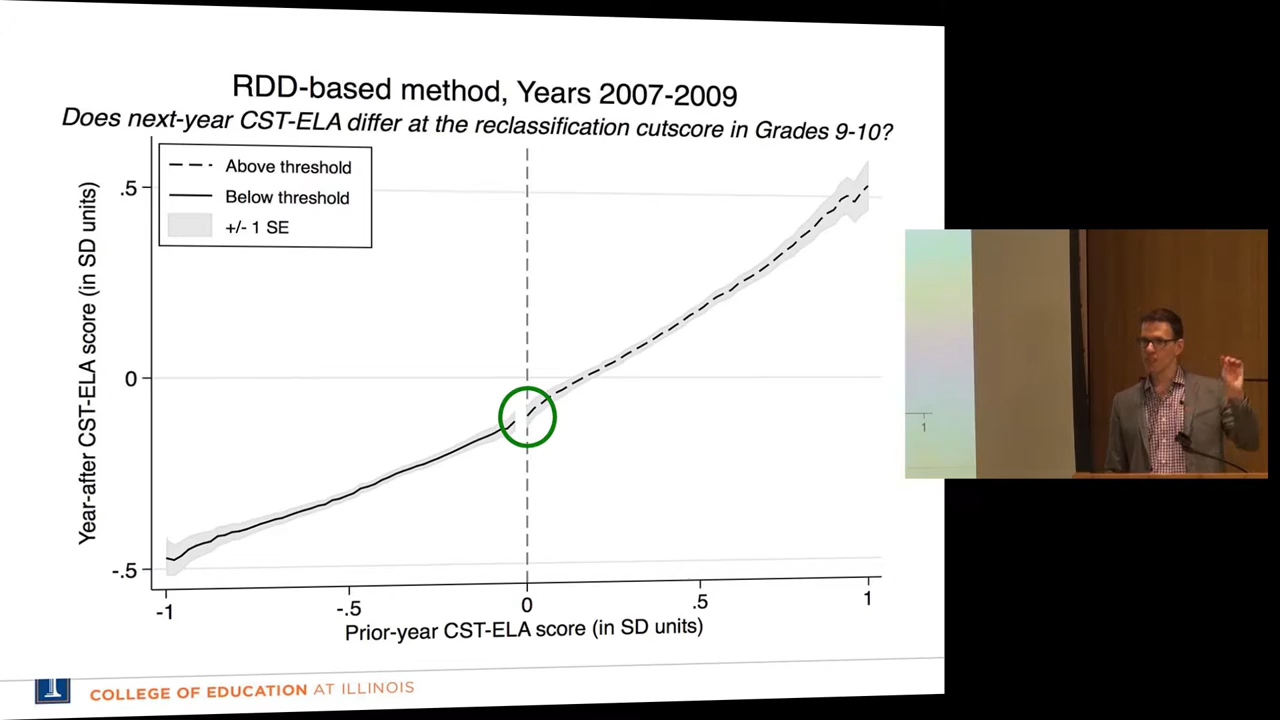 RDD-based method, Years 2007-2009
Does next-year CST-ELA differ at the reclassification cutscore in Grades 9-10?
Above threshold
Below threshold
+/- 1 SE
Year-after CST-ELA score (in SD units)
.5
0
-.5
-1
-.5
0
.5
1
Prior-year CST-ELA score (in SD units)
I
COLLEGE OF EDUCATION AT ILLINOIS
1